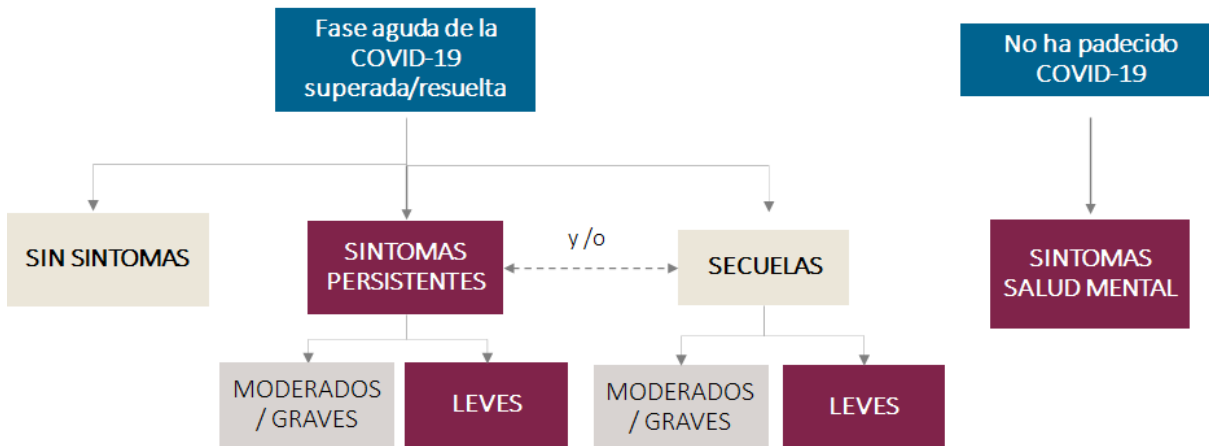 Fase aguda de la
COVID-19
superada/resuelta
No ha padecido
COVID-19
SIN SINTOMAS
SINTOMAS
PERSISTENTES
y /o
SECUELAS
SINTOMAS
SALUD MENTAL
MODERADOS
/ GRAVES
LEVES
MODERADOS
/ GRAVES
LEVES